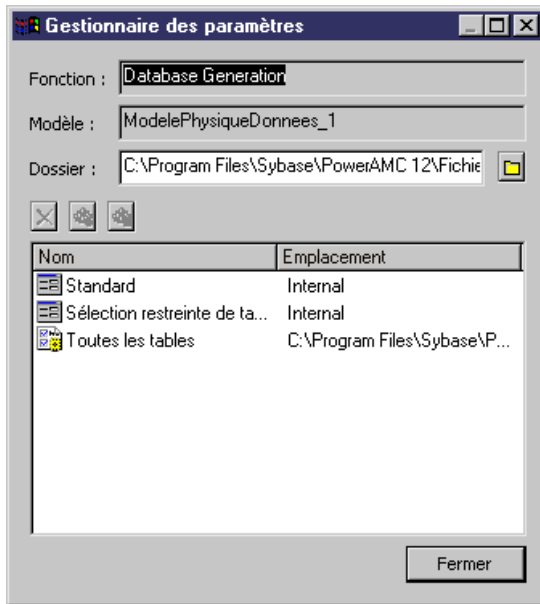 Gestionnaire des paramètres
Fonction : Database Generation
Modèle : ModelePhysiqueDonnees_1
Dossier : C:\Program Files\Sybase\PowerAMC 12\Fichie
Nom Emplacement
Standard Internal
Sélection restreinte de ta... Internal
Toutes les tables C:\Program Files\Sybase\P...
Fermer